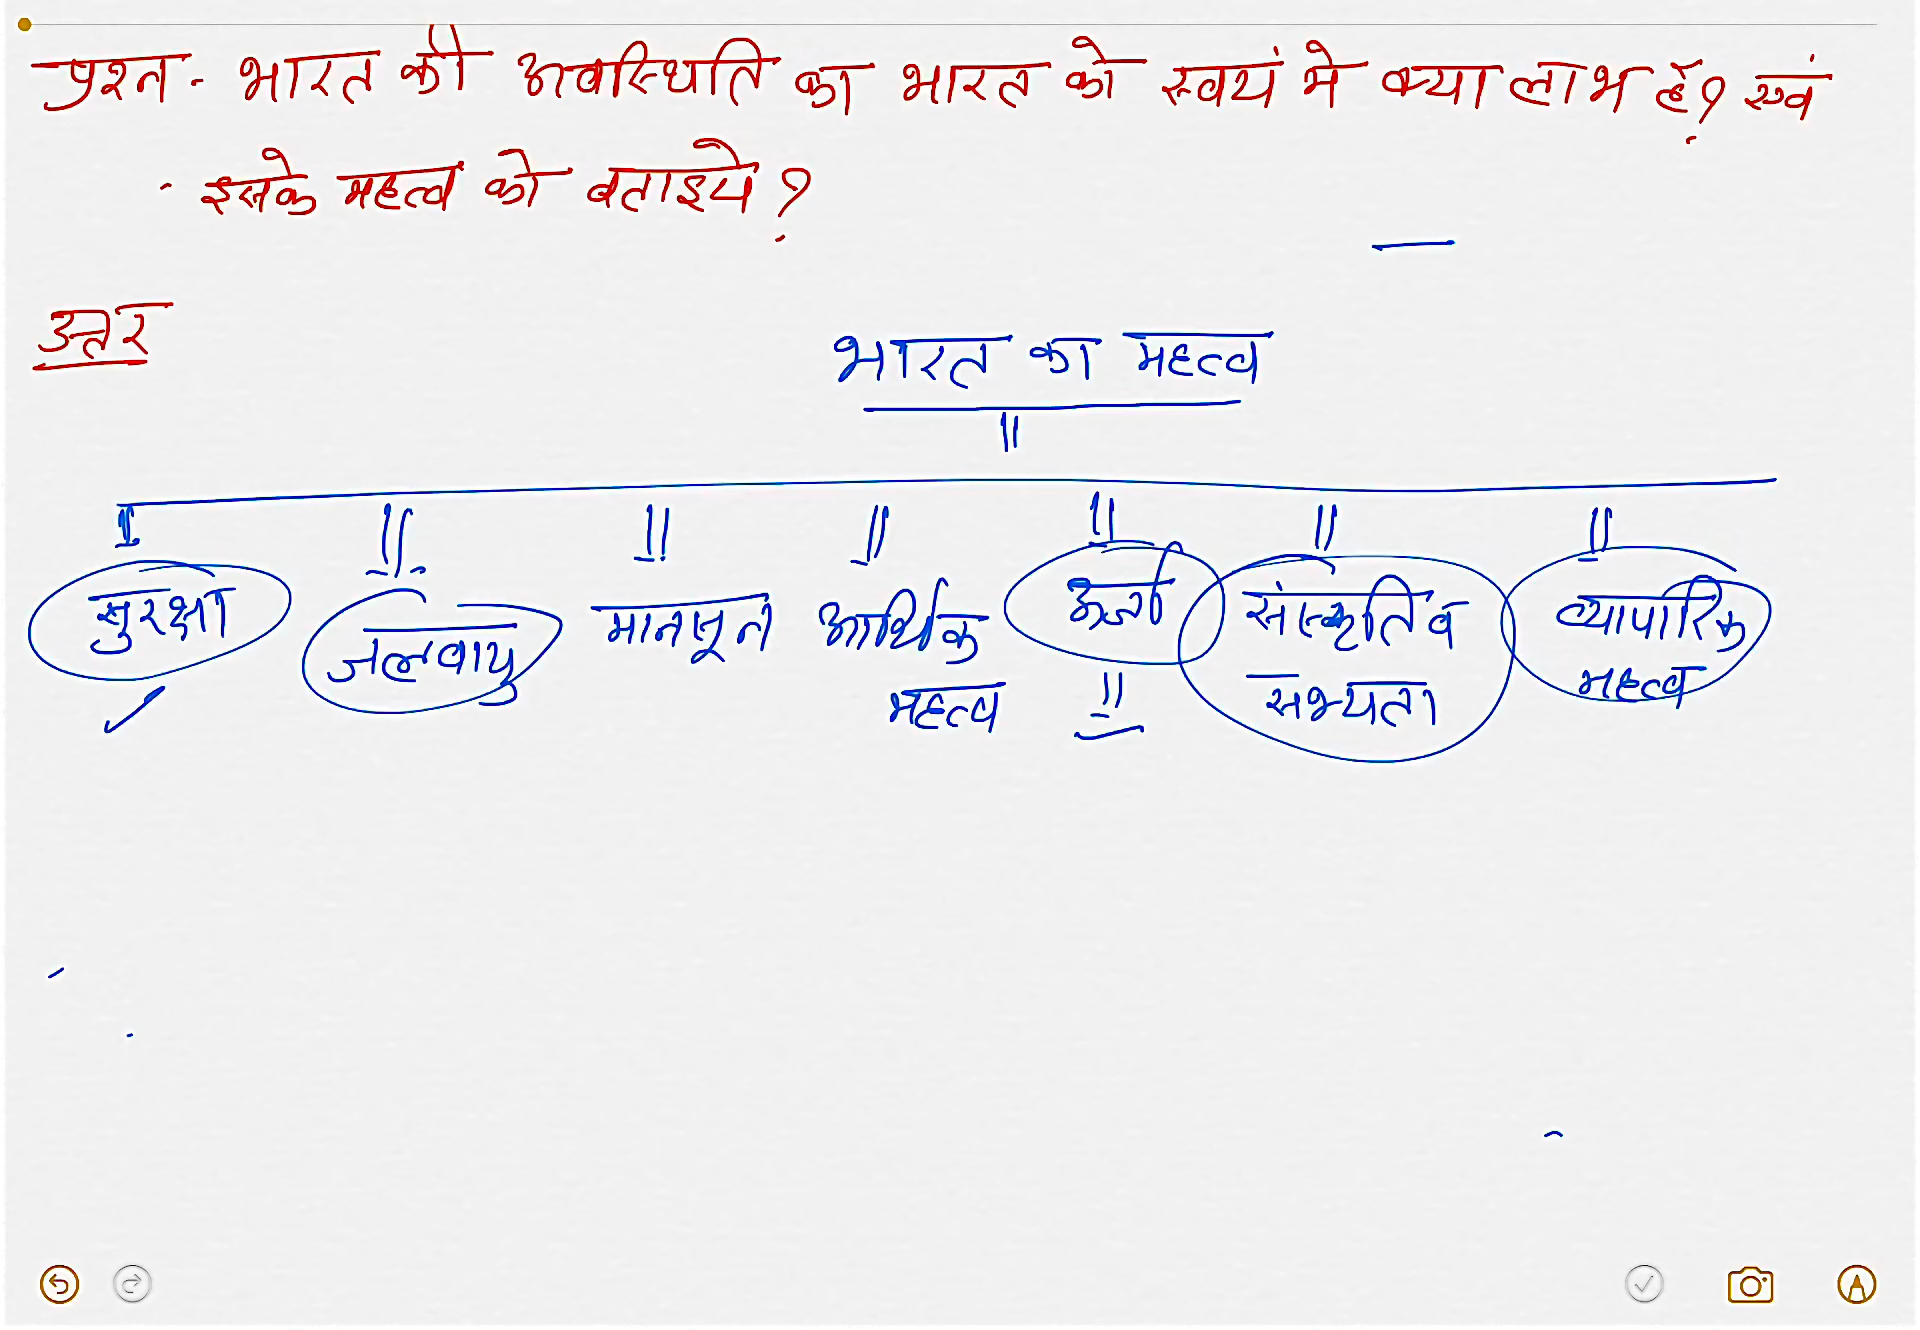 प्रश्न - भारत की अवस्थिति का भारत को स्वयं मे क्या लाभ हैं? एवं
इसके महत्व को बताइये?
उत्तर
भारत का महत्व
सुरक्षा जलवायु मानसून आर्थिक ऊर्जा संस्कृति व व्यापारिक
महत्व सभ्यता महत्व